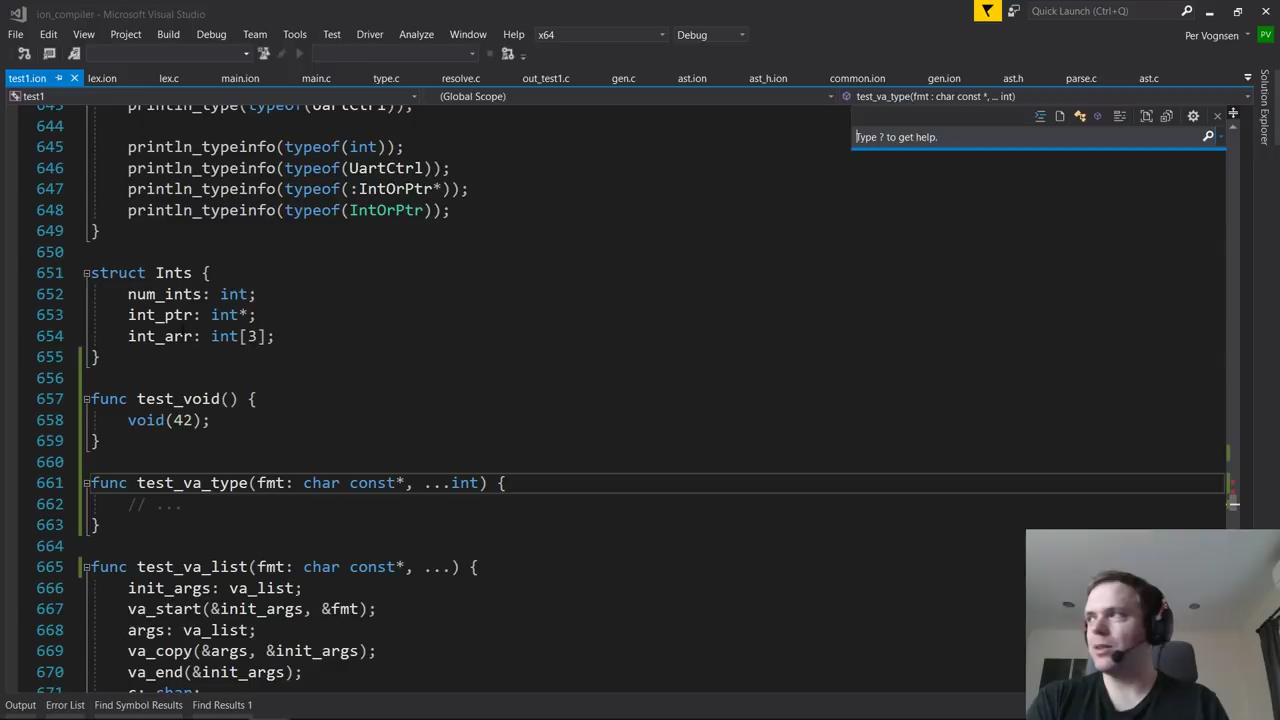 ion_compiler - Microsoft Visual Studio
Quick Launch (Ctrl+Q)
File Edit View Project Build Debug Team Tools Test Driver Analyze Window Help x64 Debug Per Vognsen PV
test1.ion lex.ion lex.c main.ion main.c type.c resolve.c out_test1.c gen.c ast.ion ast_h.ion common.ion gen.ion ast.h parse.c ast.c
test1 (Global Scope) test_va_type(fmt : char const *, ... int)
Type ? to get help.
Solution Explorer
643 println_type(typeof(UartCtrl));
644
645 println_typeinfo(typeof(int));
646 println_typeinfo(typeof(UartCtrl));
647 println_typeinfo(typeof(:IntOrPtr*));
648 println_typeinfo(typeof(IntOrPtr));
649 }
650
651 struct Ints {
652 num_ints: int;
653 int_ptr: int*;
654 int_arr: int[3];
655 }
656
657 func test_void() {
658 void(42);
659 }
660
661 func test_va_type(fmt: char const*, ...int) {
662 // ...
663 }
664
665 func test_va_list(fmt: char const*, ...) {
666 init_args: va_list;
667 va_start(&init_args, &fmt);
668 args: va_list;
669 va_copy(&args, &init_args);
670 va_end(&init_args);
671 c: char;
Output Error List Find Symbol Results Find Results 1